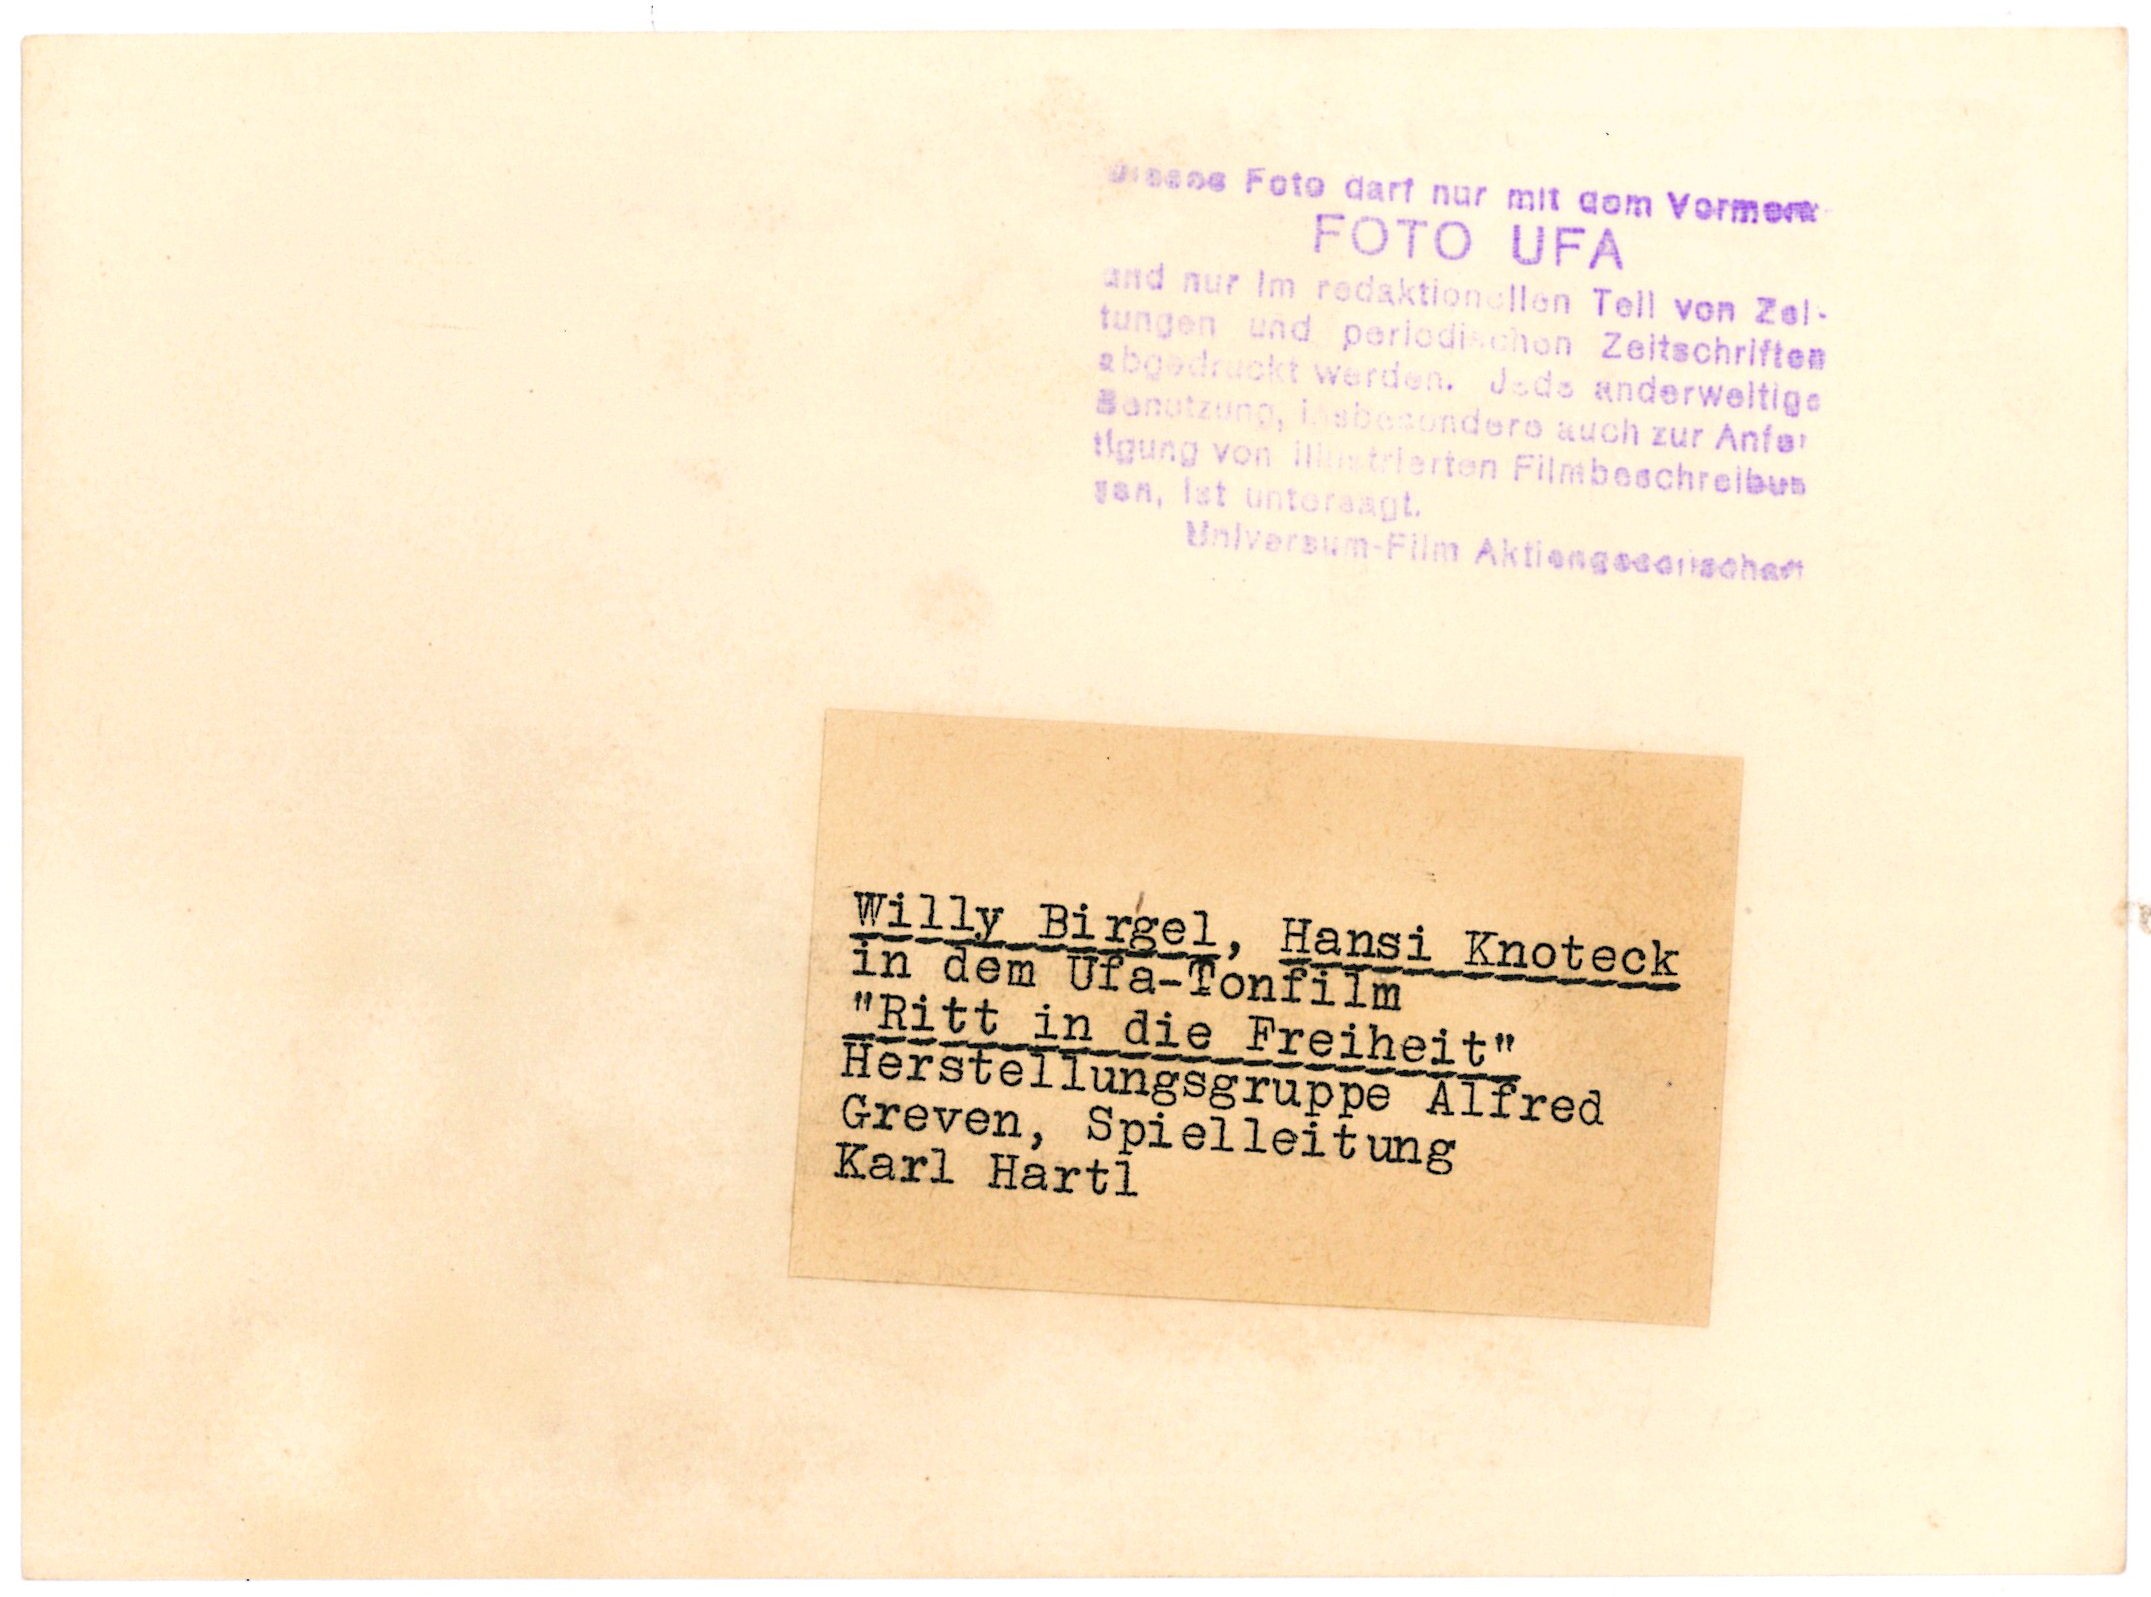 Dieses Foto darf nur mit dem Vermerk
FOTO UFA
und nur im redaktionellen Teil von Zei-
tungen und periodischen Zeitschriften
abgedruckt werden. Jede anderweitige
Benutzung, insbesondere auch zur Anfer
tigung von illustrierten Filmbeschreibun
gen, ist untersagt.
Universum-Film Aktiengesellschaft
Willy Birgel, Hansi Knoteck
in dem Ufa-Tonfilm
"Ritt in die Freiheit"
Herstellungsgruppe Alfred
Greven, Spielleitung
Karl Hartl